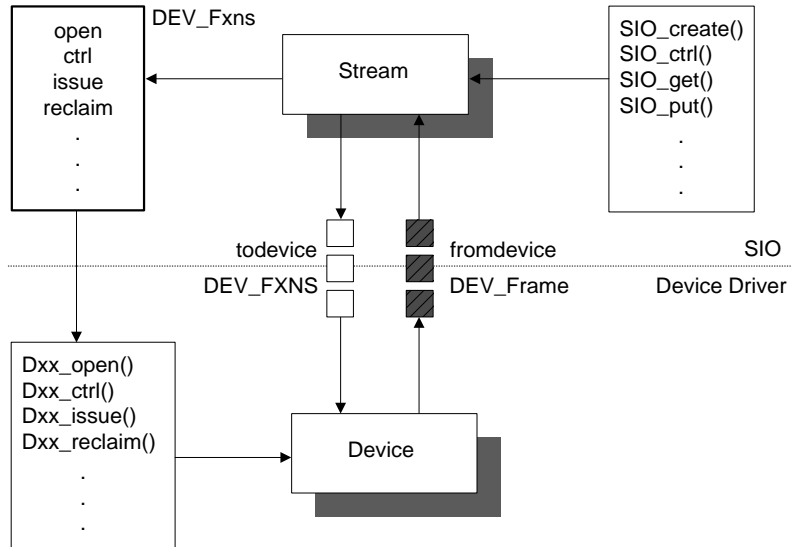 DEV_Fxns
open
ctrl
issue
reclaim
.
.
.
Stream
SIO_create()
SIO_ctrl()
SIO_get()
SIO_put()
.
.
.
todevice
fromdevice
SIO
DEV_FXNS
DEV_Frame
Device Driver
Dxx_open()
Dxx_ctrl()
Dxx_issue()
Dxx_reclaim()
.
.
.
Device